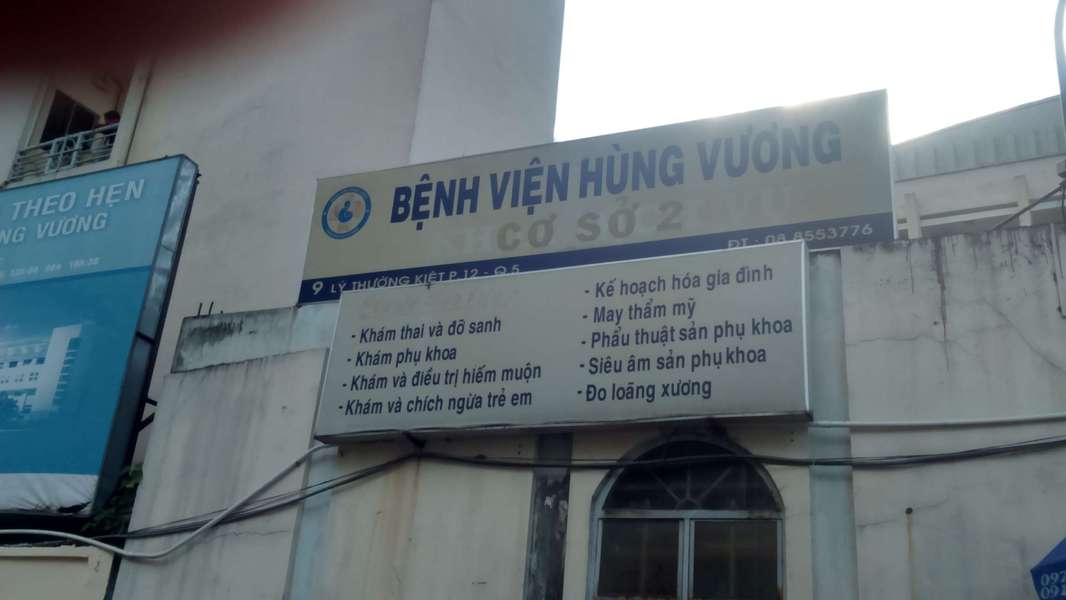 THEO HẸN
NG VƯƠNG
BỆNH VIỆN HÙNG VƯƠNG
CƠ SỞ 2
9 LÝ THƯỜNG KIỆT P.12 - Q.5
ĐT : 08.8553776
- Khám thai và đỡ sanh
- Khám phụ khoa
- Khám và điều trị hiếm muộn
- Khám và chích ngừa trẻ em
- Kế hoạch hóa gia đình
- May thẩm mỹ
- Phẩu thuật sản phụ khoa
- Siêu âm sản phụ khoa
- Đo loãng xương